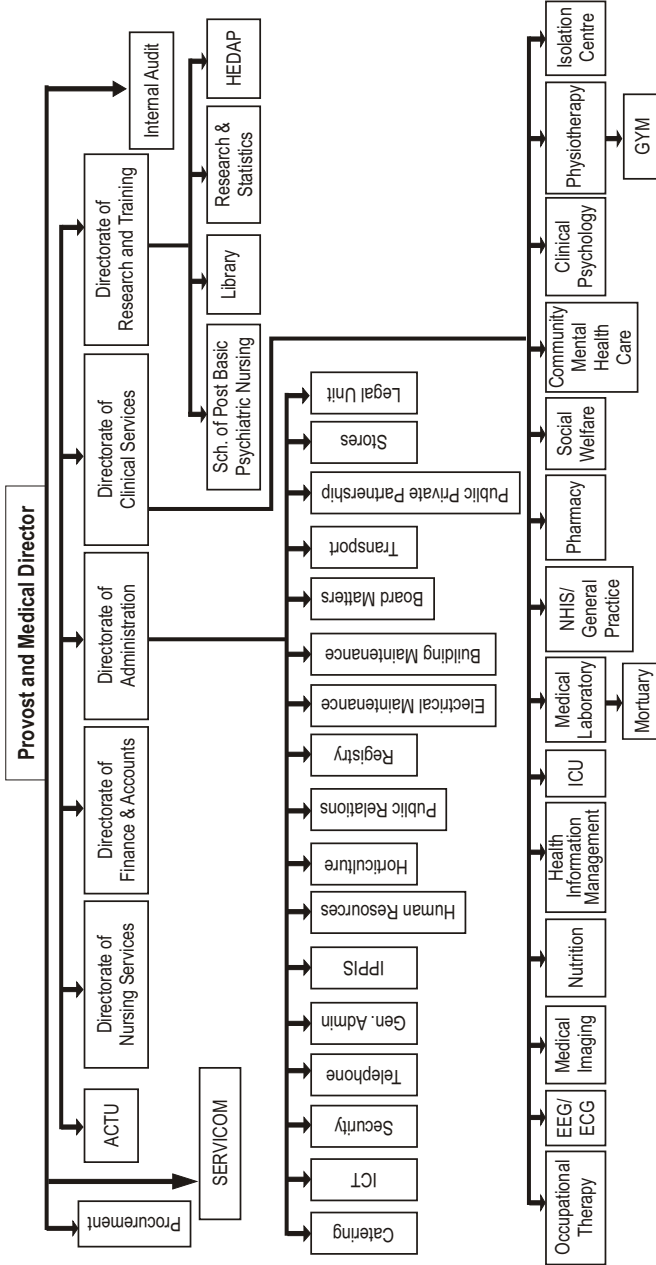 Provost and Medical Director
Procurement
SERVICOM
Internal Audit
ACTU
Directorate of
Nursing Services
Directorate of
Finance & Accounts
Directorate of
Administration
Directorate of
Clinical Services
Directorate of
Research and Training
Sch. of Post Basic
Psychiatric Nursing
Library
Research &
Statistics
HEDAP
Catering
ICT
Security
Telephone
Gen. Admin
IPPIS
Human Resources
Horticulture
Public Relations
Registry
Electrical Maintenance
Building Maintenance
Board Matters
Transport
Public Private Partnership
Stores
Legal Unit
Occupational
Therapy
EEG/
ECG
Medical
Imaging
Nutrition
Health
Information
Management
ICU
Medical
Laboratory
Mortuary
NHIS/
General
Practice
Pharmacy
Social
Welfare
Community
Mental
Health
Care
Clinical
Psychology
Physiotherapy
GYM
Isolation
Centre